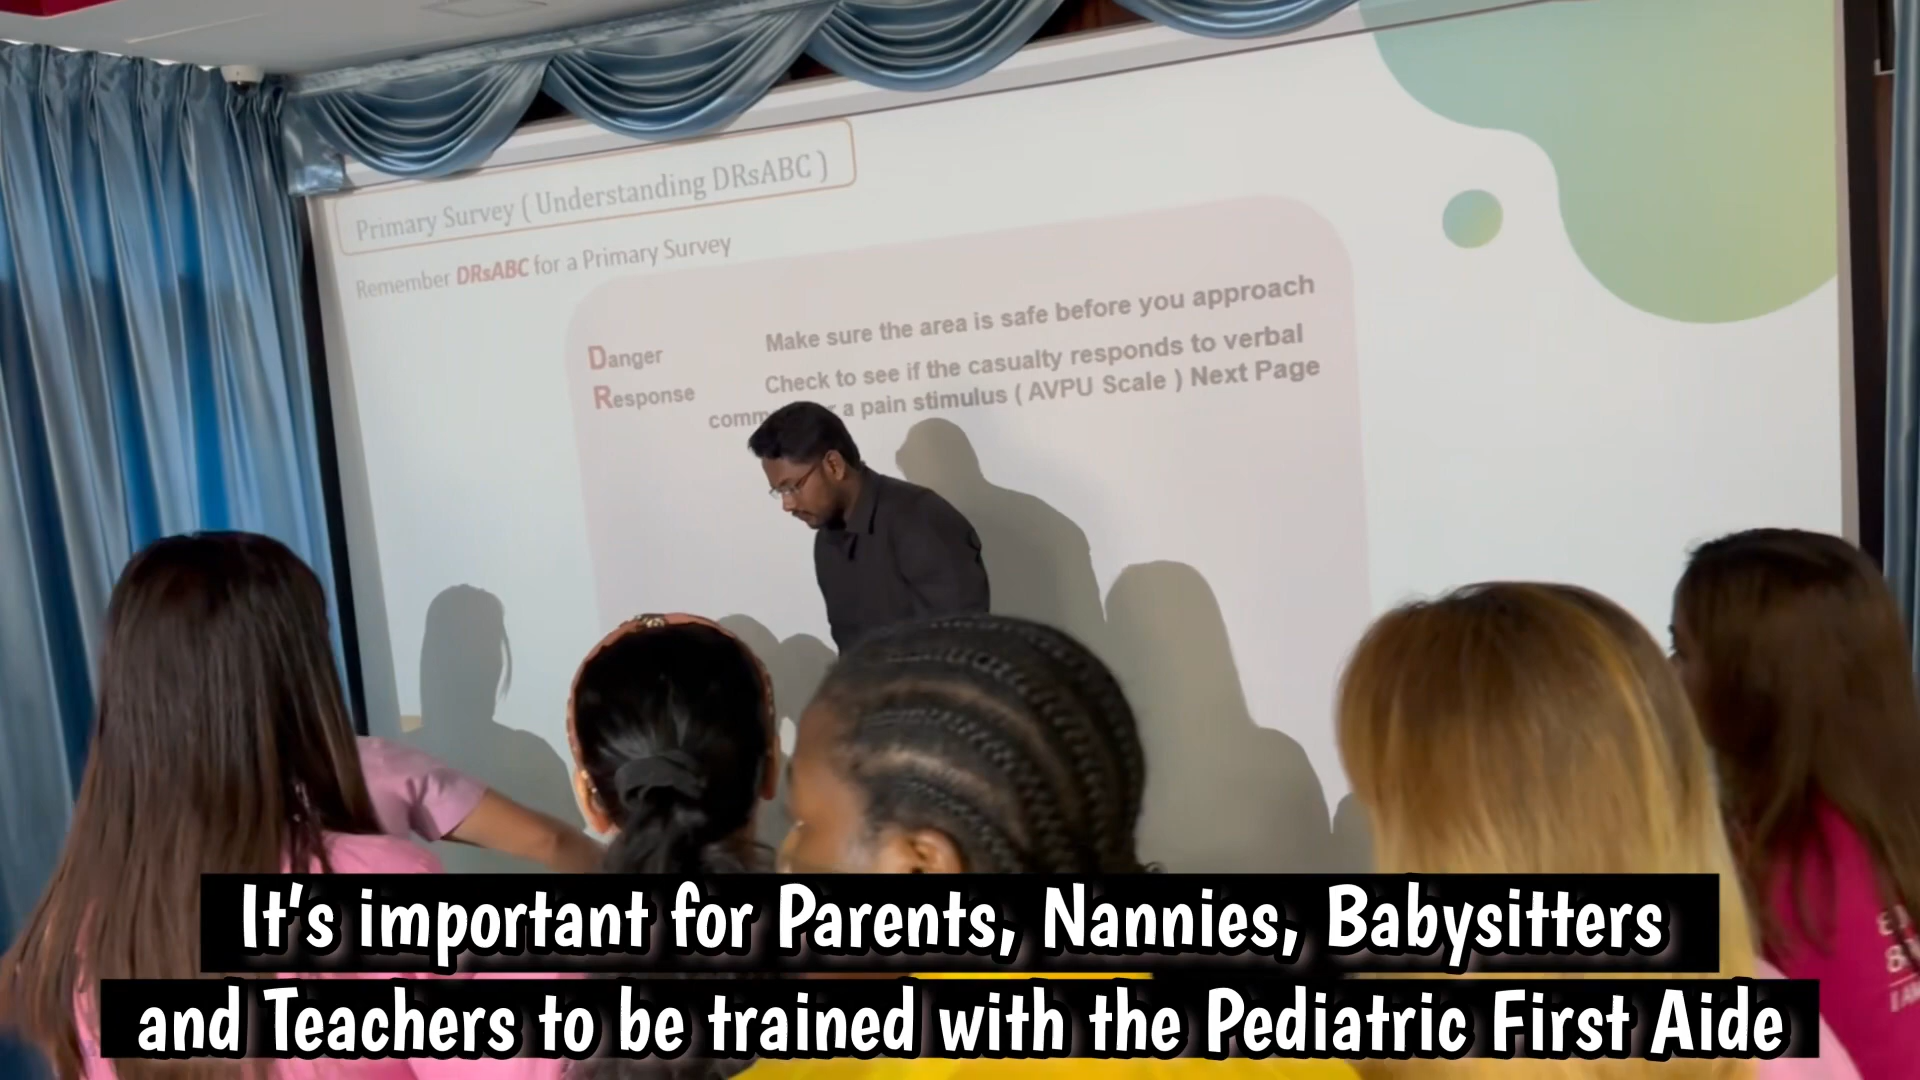 Primary Survey ( Understanding DRsABC )
Remember DRsABC for a Primary Survey
Danger Make sure the area is safe before you approach
Response Check to see if the casualty responds to verbal
a pain stimulus ( AVPU Scale ) Next Page
It's important for Parents, Nannies, Babysitters
and Teachers to be trained with the Pediatric First Aide